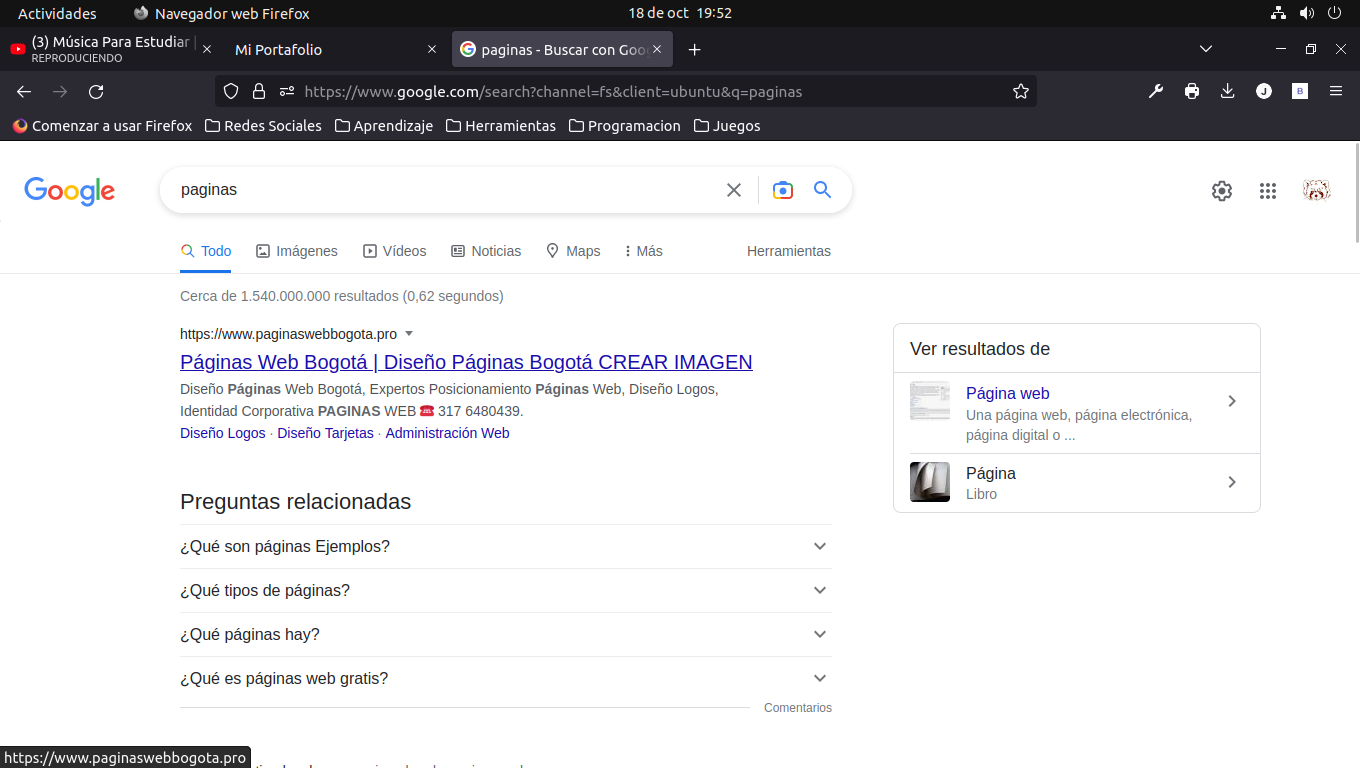 Actividades
Navegador web Firefox
18 de oct 19:52
(3) Música Para Estudiar
REPRODUCIENDO
Mi Portafolio
paginas - Buscar con Goo
https://www.google.com/search?channel=fs&client=ubuntu&q=paginas
J
B
Comenzar a usar Firefox
Redes Sociales
Aprendizaje
Herramientas
Programacion
Juegos
Google
paginas
Todo
Imágenes
Vídeos
Noticias
Maps
Más
Herramientas
Cerca de 1.540.000.000 resultados (0,62 segundos)
https://www.paginaswebbogota.pro
Páginas Web Bogotá | Diseño Páginas Bogotá CREAR IMAGEN
Diseño Páginas Web Bogotá, Expertos Posicionamiento Páginas Web, Diseño Logos,
Identidad Corporativa PAGINAS WEB ☎️ 317 6480439.
Diseño Logos · Diseño Tarjetas · Administración Web
Ver resultados de
Página web
Una página web, página electrónica,
página digital o ...
Página
Libro
Preguntas relacionadas
¿Qué son páginas Ejemplos?
¿Qué tipos de páginas?
¿Qué páginas hay?
¿Qué es páginas web gratis?
Comentarios
https://www.paginaswebbogota.pro